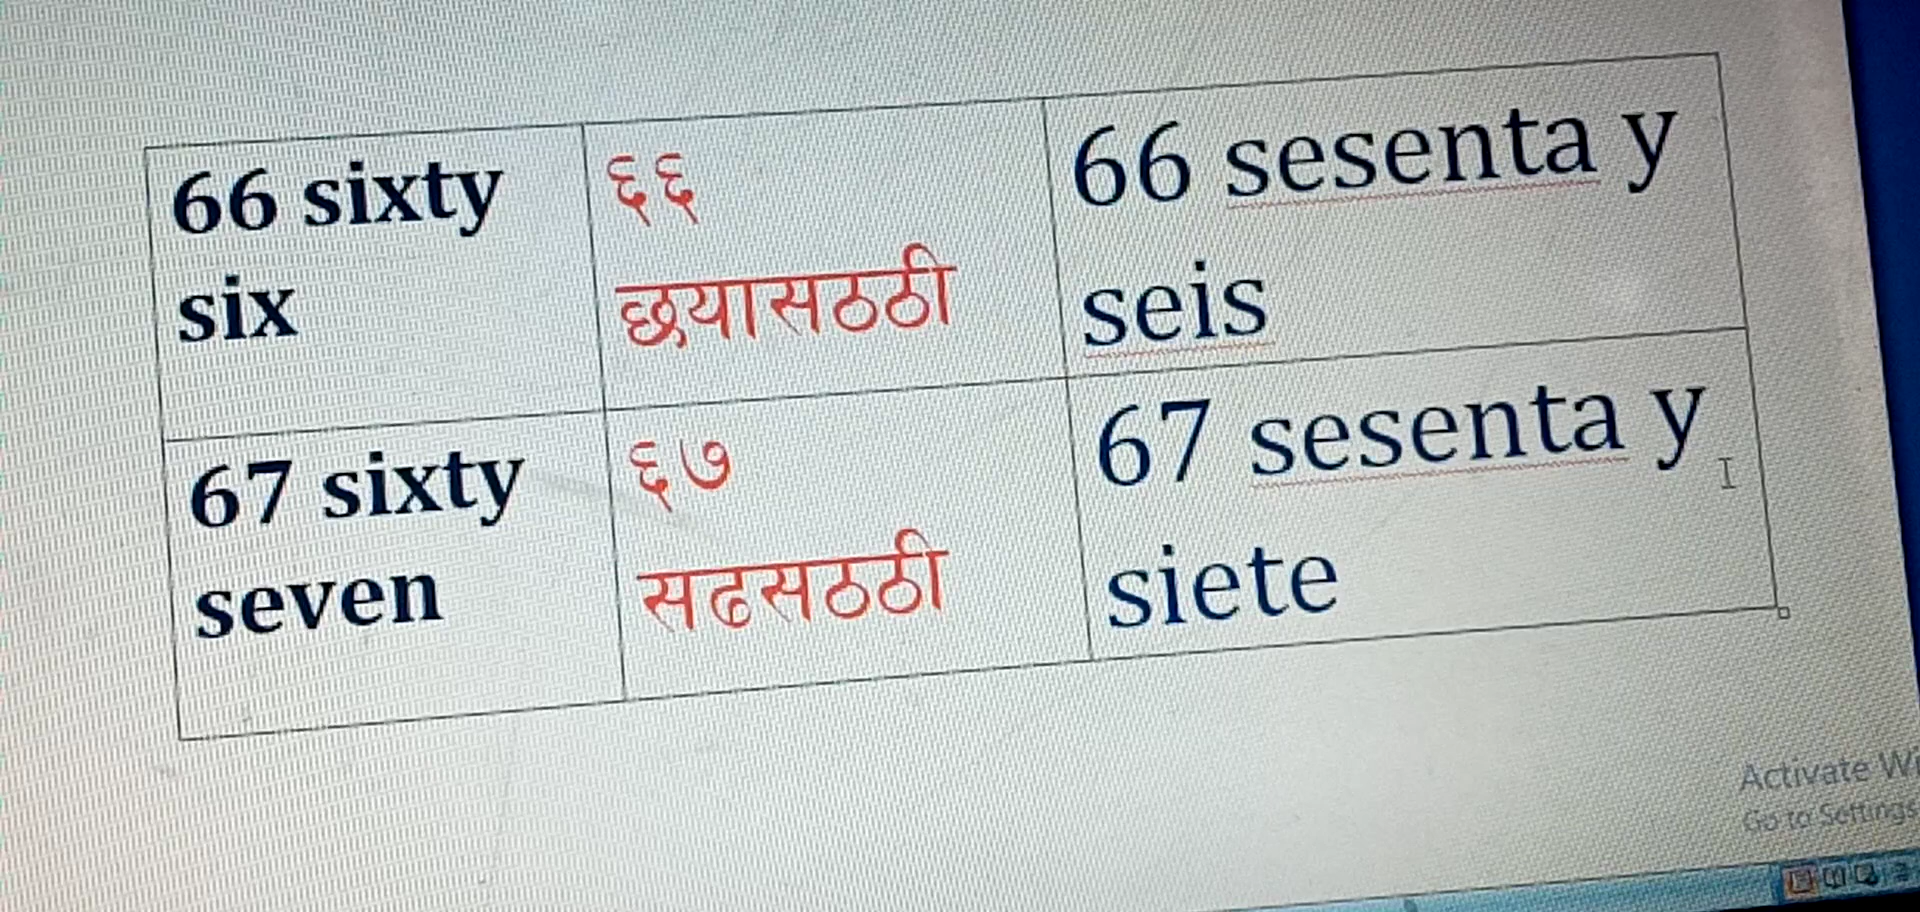 66 sixty
six
६६
छयासठठी
66 sesenta y
seis
67 sixty
seven
६७
सढसठठी
67 sesenta y
siete
Activate
Go to Settings